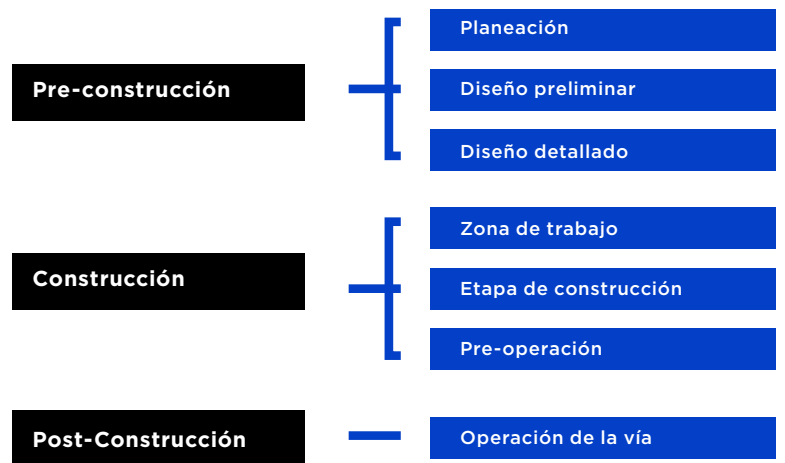 Pre-construcción
Planeación
Diseño preliminar
Diseño detallado
Construcción
Zona de trabajo
Etapa de construcción
Pre-operación
Post-Construcción
Operación de la vía